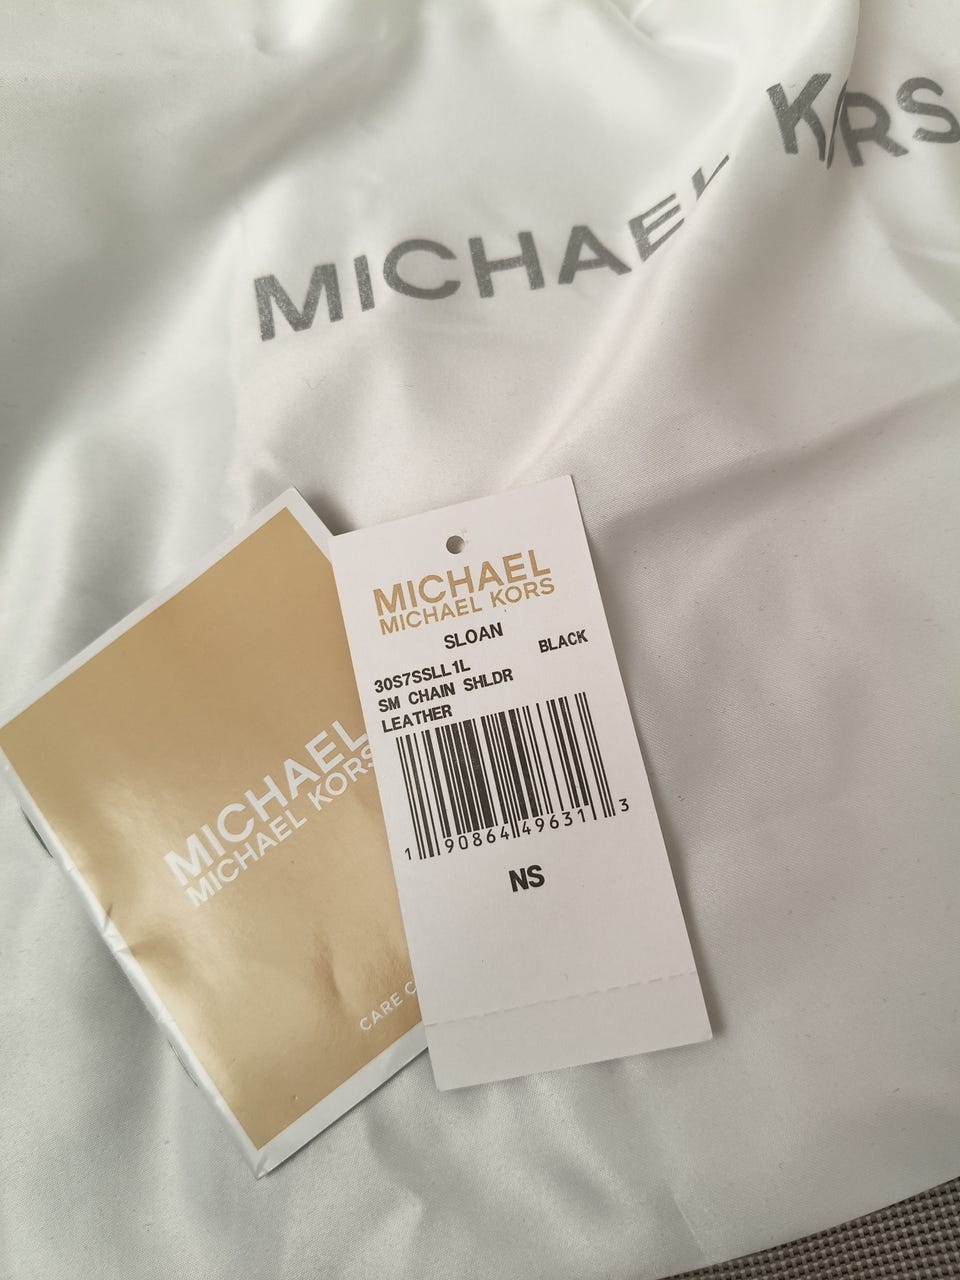 MICHAEL KORS
MICHAEL
MICHAEL KORS
SLOAN
BLACK
30S7SSLL1L
SM CHAIN SHLDR
LEATHER
1 90864 49631 3
NS
MICHAEL
MICHAEL KORS
CARE